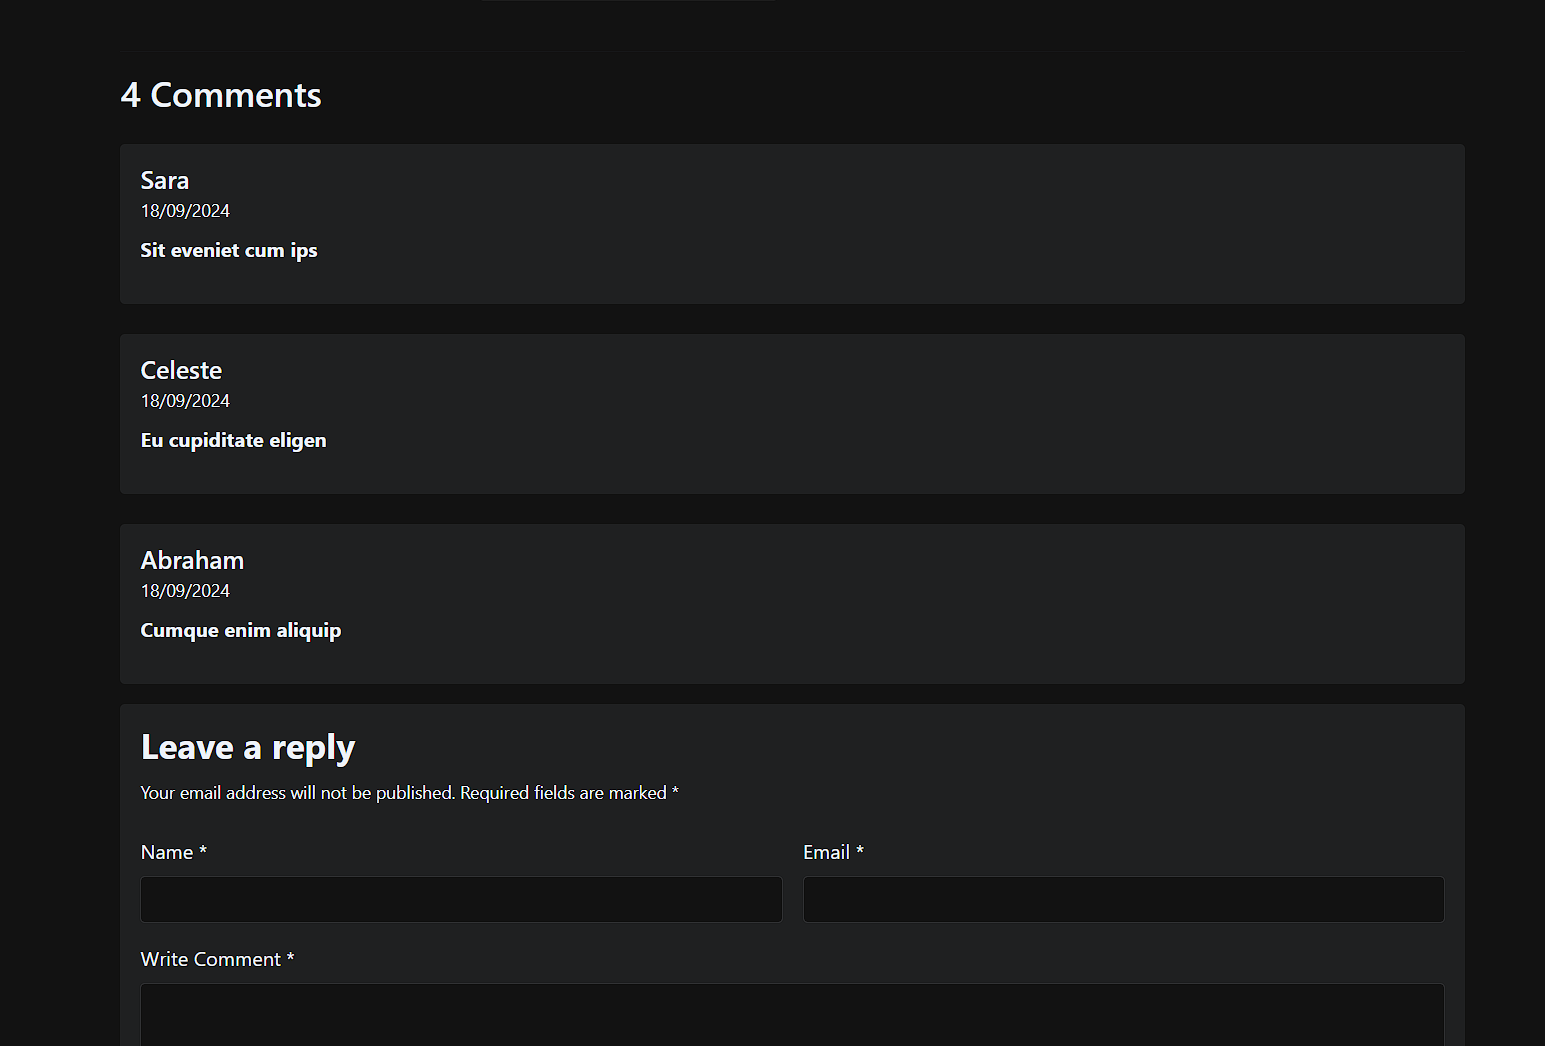 4 Comments
Sara
18/09/2024
Sit eveniet cum ips
Celeste
18/09/2024
Eu cupiditate eligen
Abraham
18/09/2024
Cumque enim aliquip
Leave a reply
Your email address will not be published. Required fields are marked *
Name *
Email *
Write Comment *